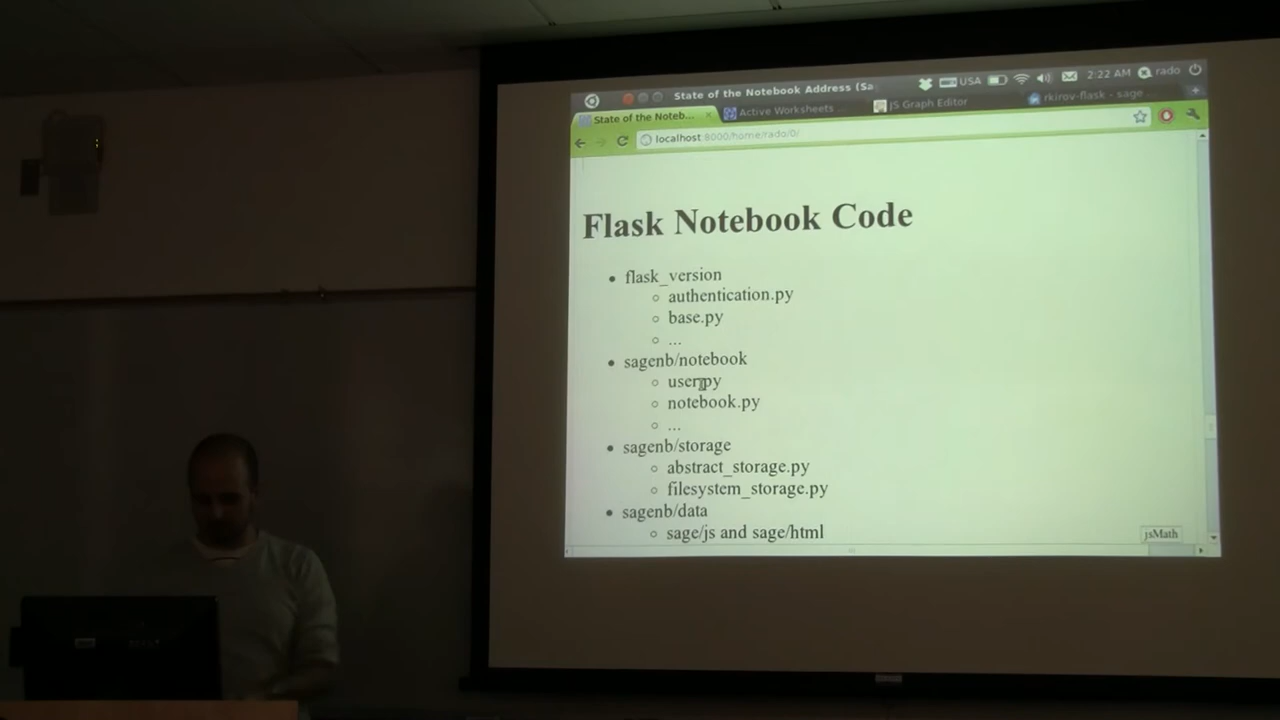 State of the Notebook Address (Sa
USA 2:22 AM rado
State of the Noteb... Active Worksheets ... JS Graph Editor rkirov-flask - sage ...
localhost:8000/home/rado/0/
Flask Notebook Code
flask_version
authentication.py
base.py
...
sagenb/notebook
user.py
notebook.py
...
sagenb/storage
abstract_storage.py
filesystem_storage.py
sagenb/data
sage/js and sage/html
jsMath